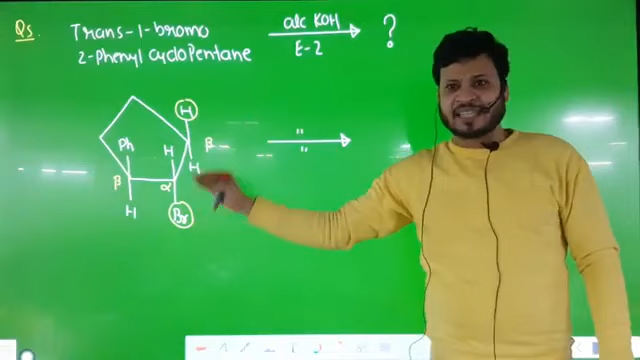 Qs. Trans-1-bromo
2-Phenyl cycloPentane
alc KOH
E-2
?
H
Ph
H
β
H
β
α
H
Br
" "